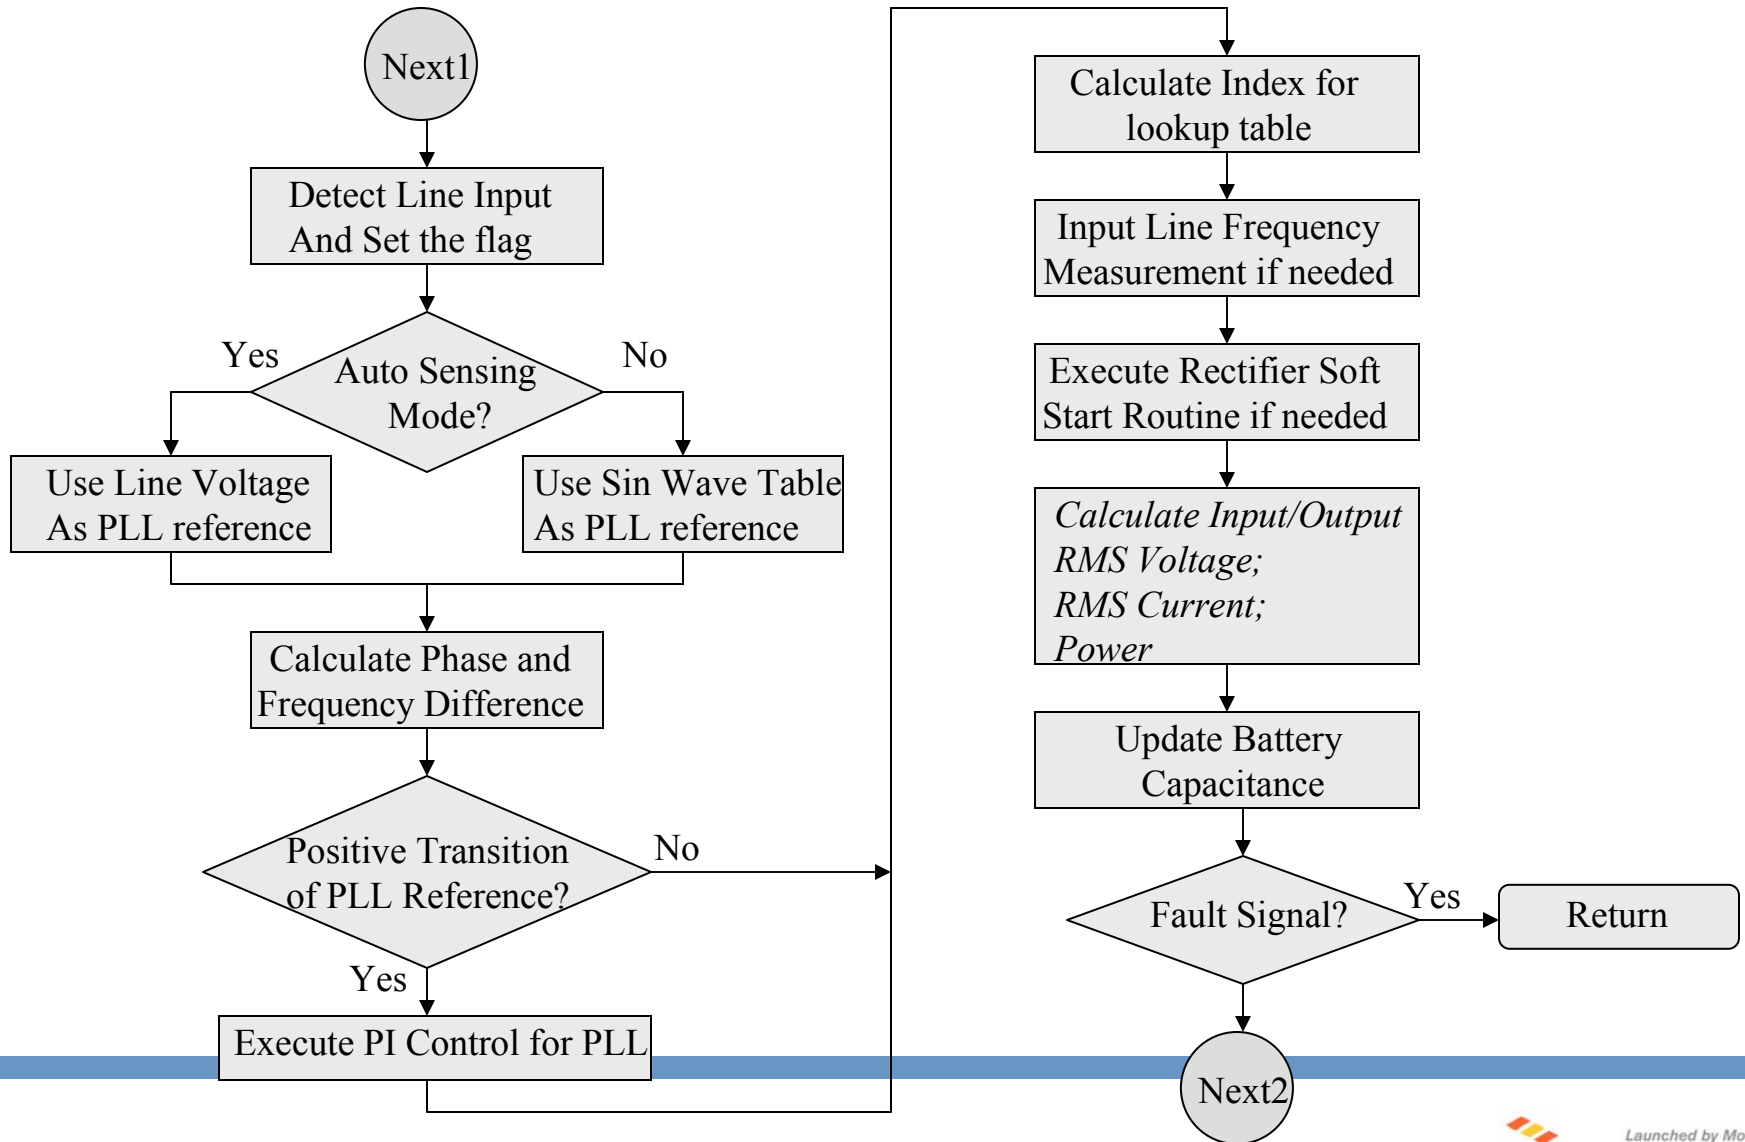 Next1
Detect Line Input
And Set the flag
Yes
No
Auto Sensing
Mode?
Use Line Voltage
As PLL reference
Use Sin Wave Table
As PLL reference
Calculate Phase and
Frequency Difference
Positive Transition
of PLL Reference?
No
Yes
Execute PI Control for PLL
Calculate Index for
lookup table
Input Line Frequency
Measurement if needed
Execute Rectifier Soft
Start Routine if needed
Calculate Input/Output
RMS Voltage;
RMS Current;
Power
Update Battery
Capacitance
Fault Signal?
Yes
Return
Next2
Launched by Mo